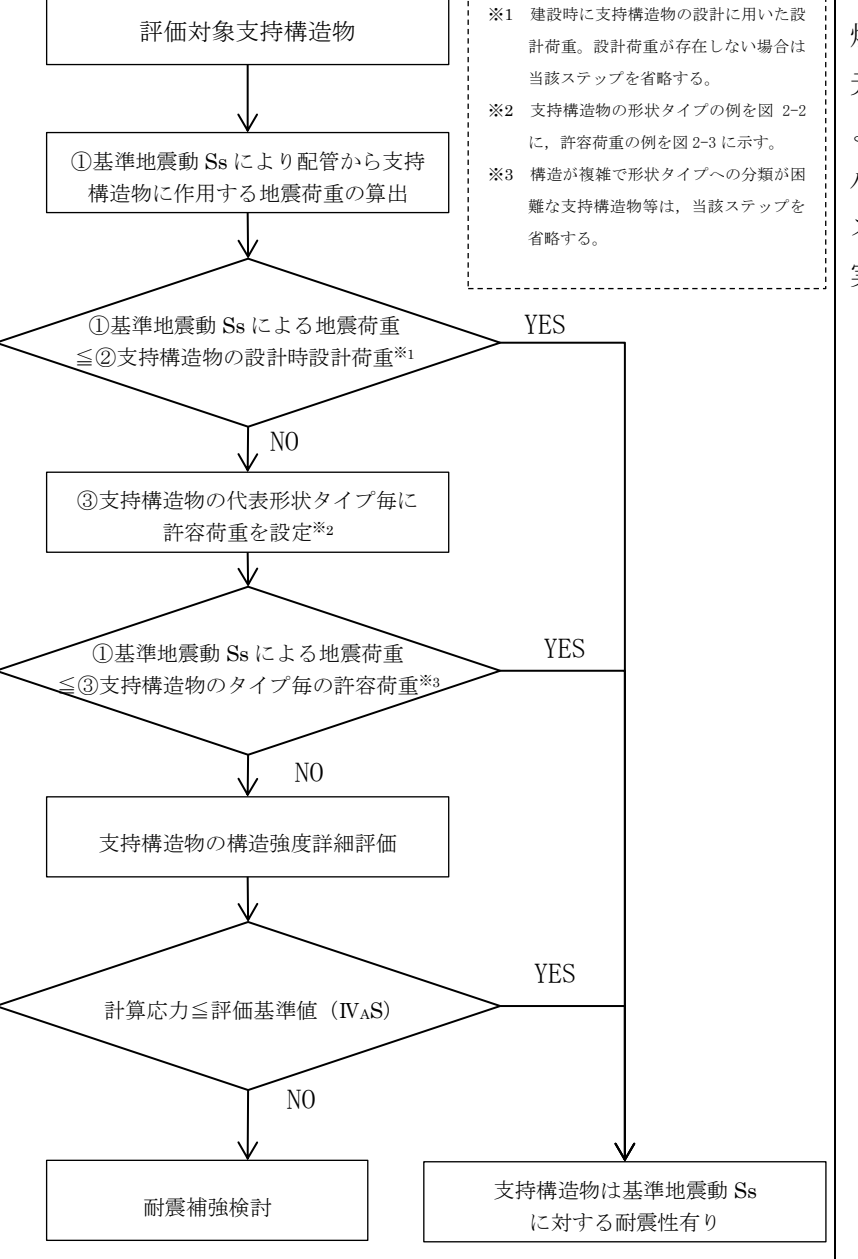 評価対象支持構造物
※1 建設時に支持構造物の設計に用いた設
計荷重。設計荷重が存在しない場合は
当該ステップを省略する。
※2 支持構造物の形状タイプの例を図 2-2
に，許容荷重の例を図 2-3 に示す。
※3 構造が複雑で形状タイプへの分類が困
難な支持構造物等は，当該ステップを
省略する。
①基準地震動 Ss により配管から支持
構造物に作用する地震荷重の算出
①基準地震動 Ss による地震荷重
≦②支持構造物の設計時設計荷重※1
YES
NO
③支持構造物の代表形状タイプ毎に
許容荷重を設定※2
①基準地震動 Ss による地震荷重
≦③支持構造物のタイプ毎の許容荷重※3
YES
NO
支持構造物の構造強度詳細評価
計算応力≦評価基準値（ⅣAS）
YES
NO
耐震補強検討
支持構造物は基準地震動 Ss
に対する耐震性有り